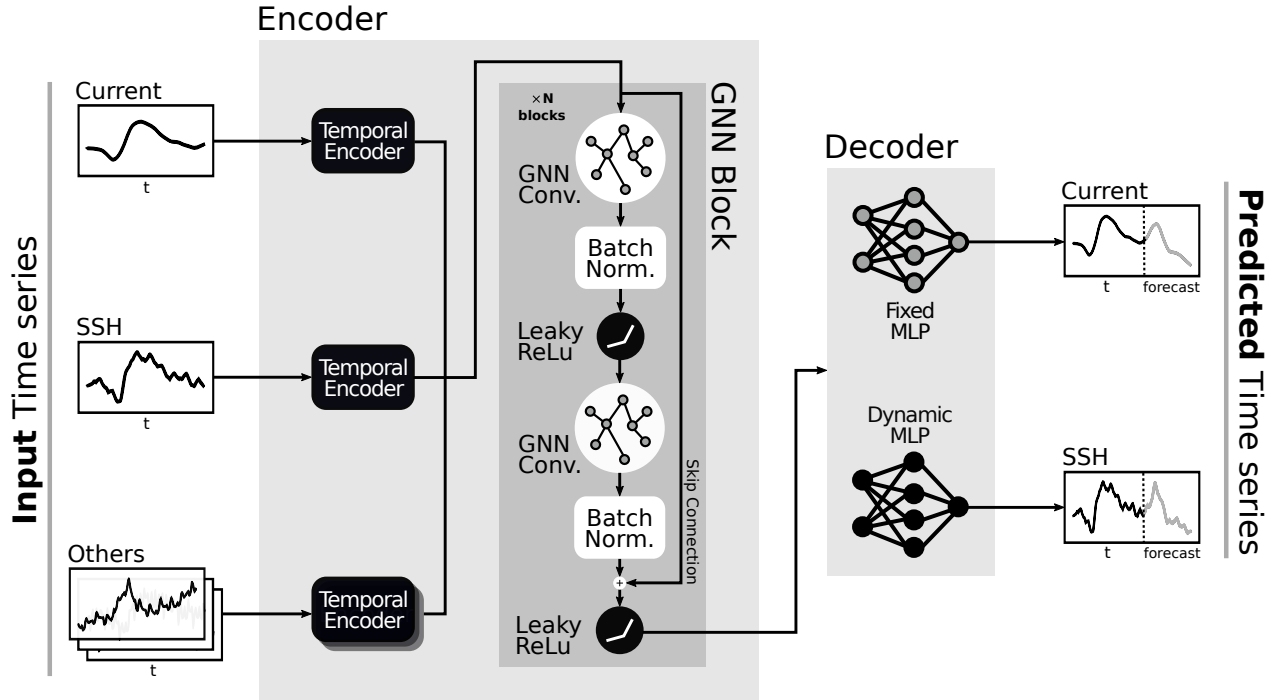 Encoder
Input Time series
Current
t
SSH
t
Others
t
Temporal
Encoder
Temporal
Encoder
Temporal
Encoder
×N
blocks
GNN Block
GNN
Conv.
Batch
Norm.
Leaky
ReLu
GNN
Conv.
Batch
Norm.
Skip Connection
+
Leaky
ReLu
Decoder
Fixed
MLP
Dynamic
MLP
Current
t
forecast
SSH
t
forecast
Predicted Time series